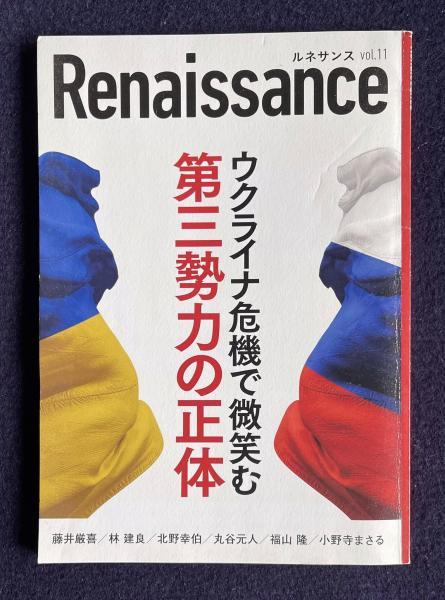 ルネサンス vol.11
Renaissance
ウクライナ危機で微笑む
第三勢力の正体
藤井厳喜／林 建良／北野幸伯／丸谷元人／福山 隆／小野寺まさる